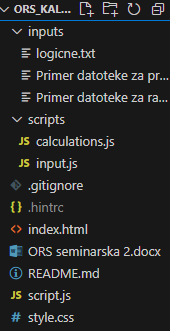 ORS_KAL...
inputs
logicne.txt
Primer datoteke za pr...
Primer datoteke za ra...
scripts
JS calculations.js
JS input.js
.gitignore
{} .hintrc
<> index.html
ORS seminarska 2.docx
README.md
JS script.js
# style.css